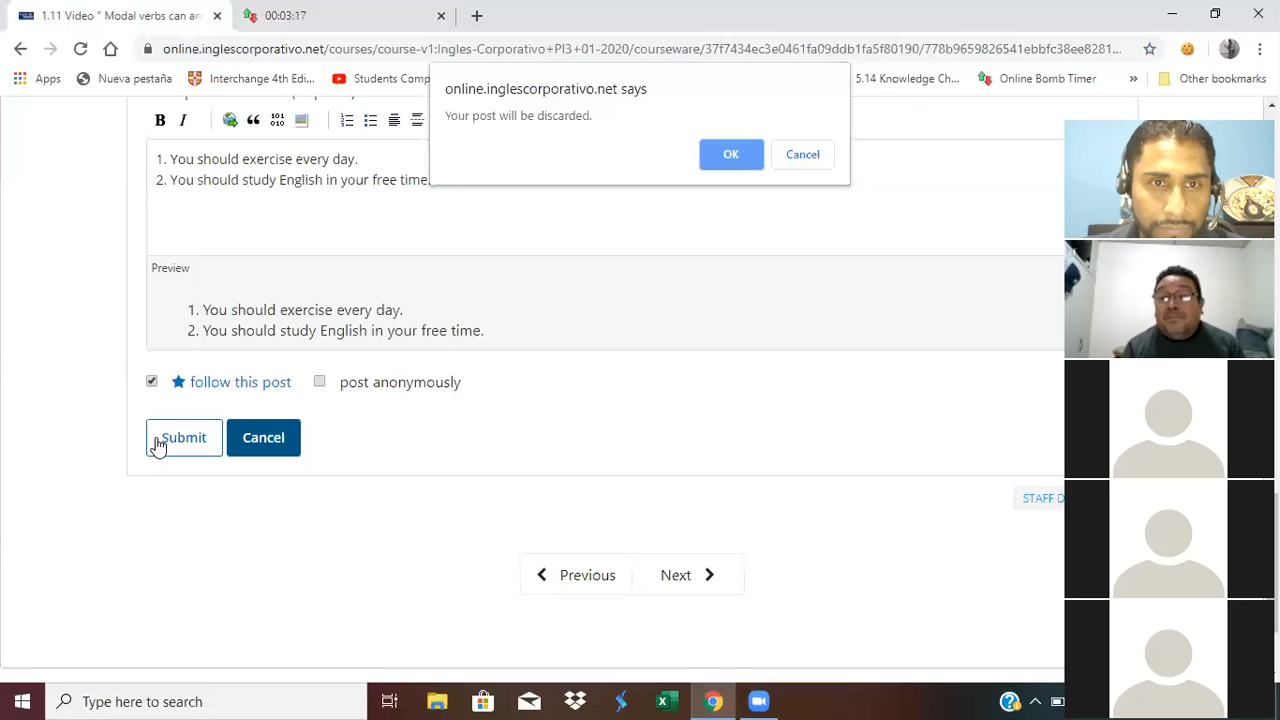 1.11 Video " Modal verbs can an
00:03:17
online.inglescorporativo.net/courses/course-v1:Ingles-Corporativo+PI3+01-2020/courseware/37f7434ec3e0461fa09ddb1fa5f80190/778b9659826541ebbfc38ee8281...
Apps
Nueva pestaña
Interchange 4th Edi...
Students Comp
5.14 Knowledge Ch...
Online Bomb Timer
»
Other bookmarks
online.inglescorporativo.net says
Your post will be discarded.
OK
Cancel
B I
1. You should exercise every day.
2. You should study English in your free time.
Preview
1. You should exercise every day.
2. You should study English in your free time.
follow this post
post anonymously
Submit
Cancel
STAFF D
Previous
Next
Type here to search